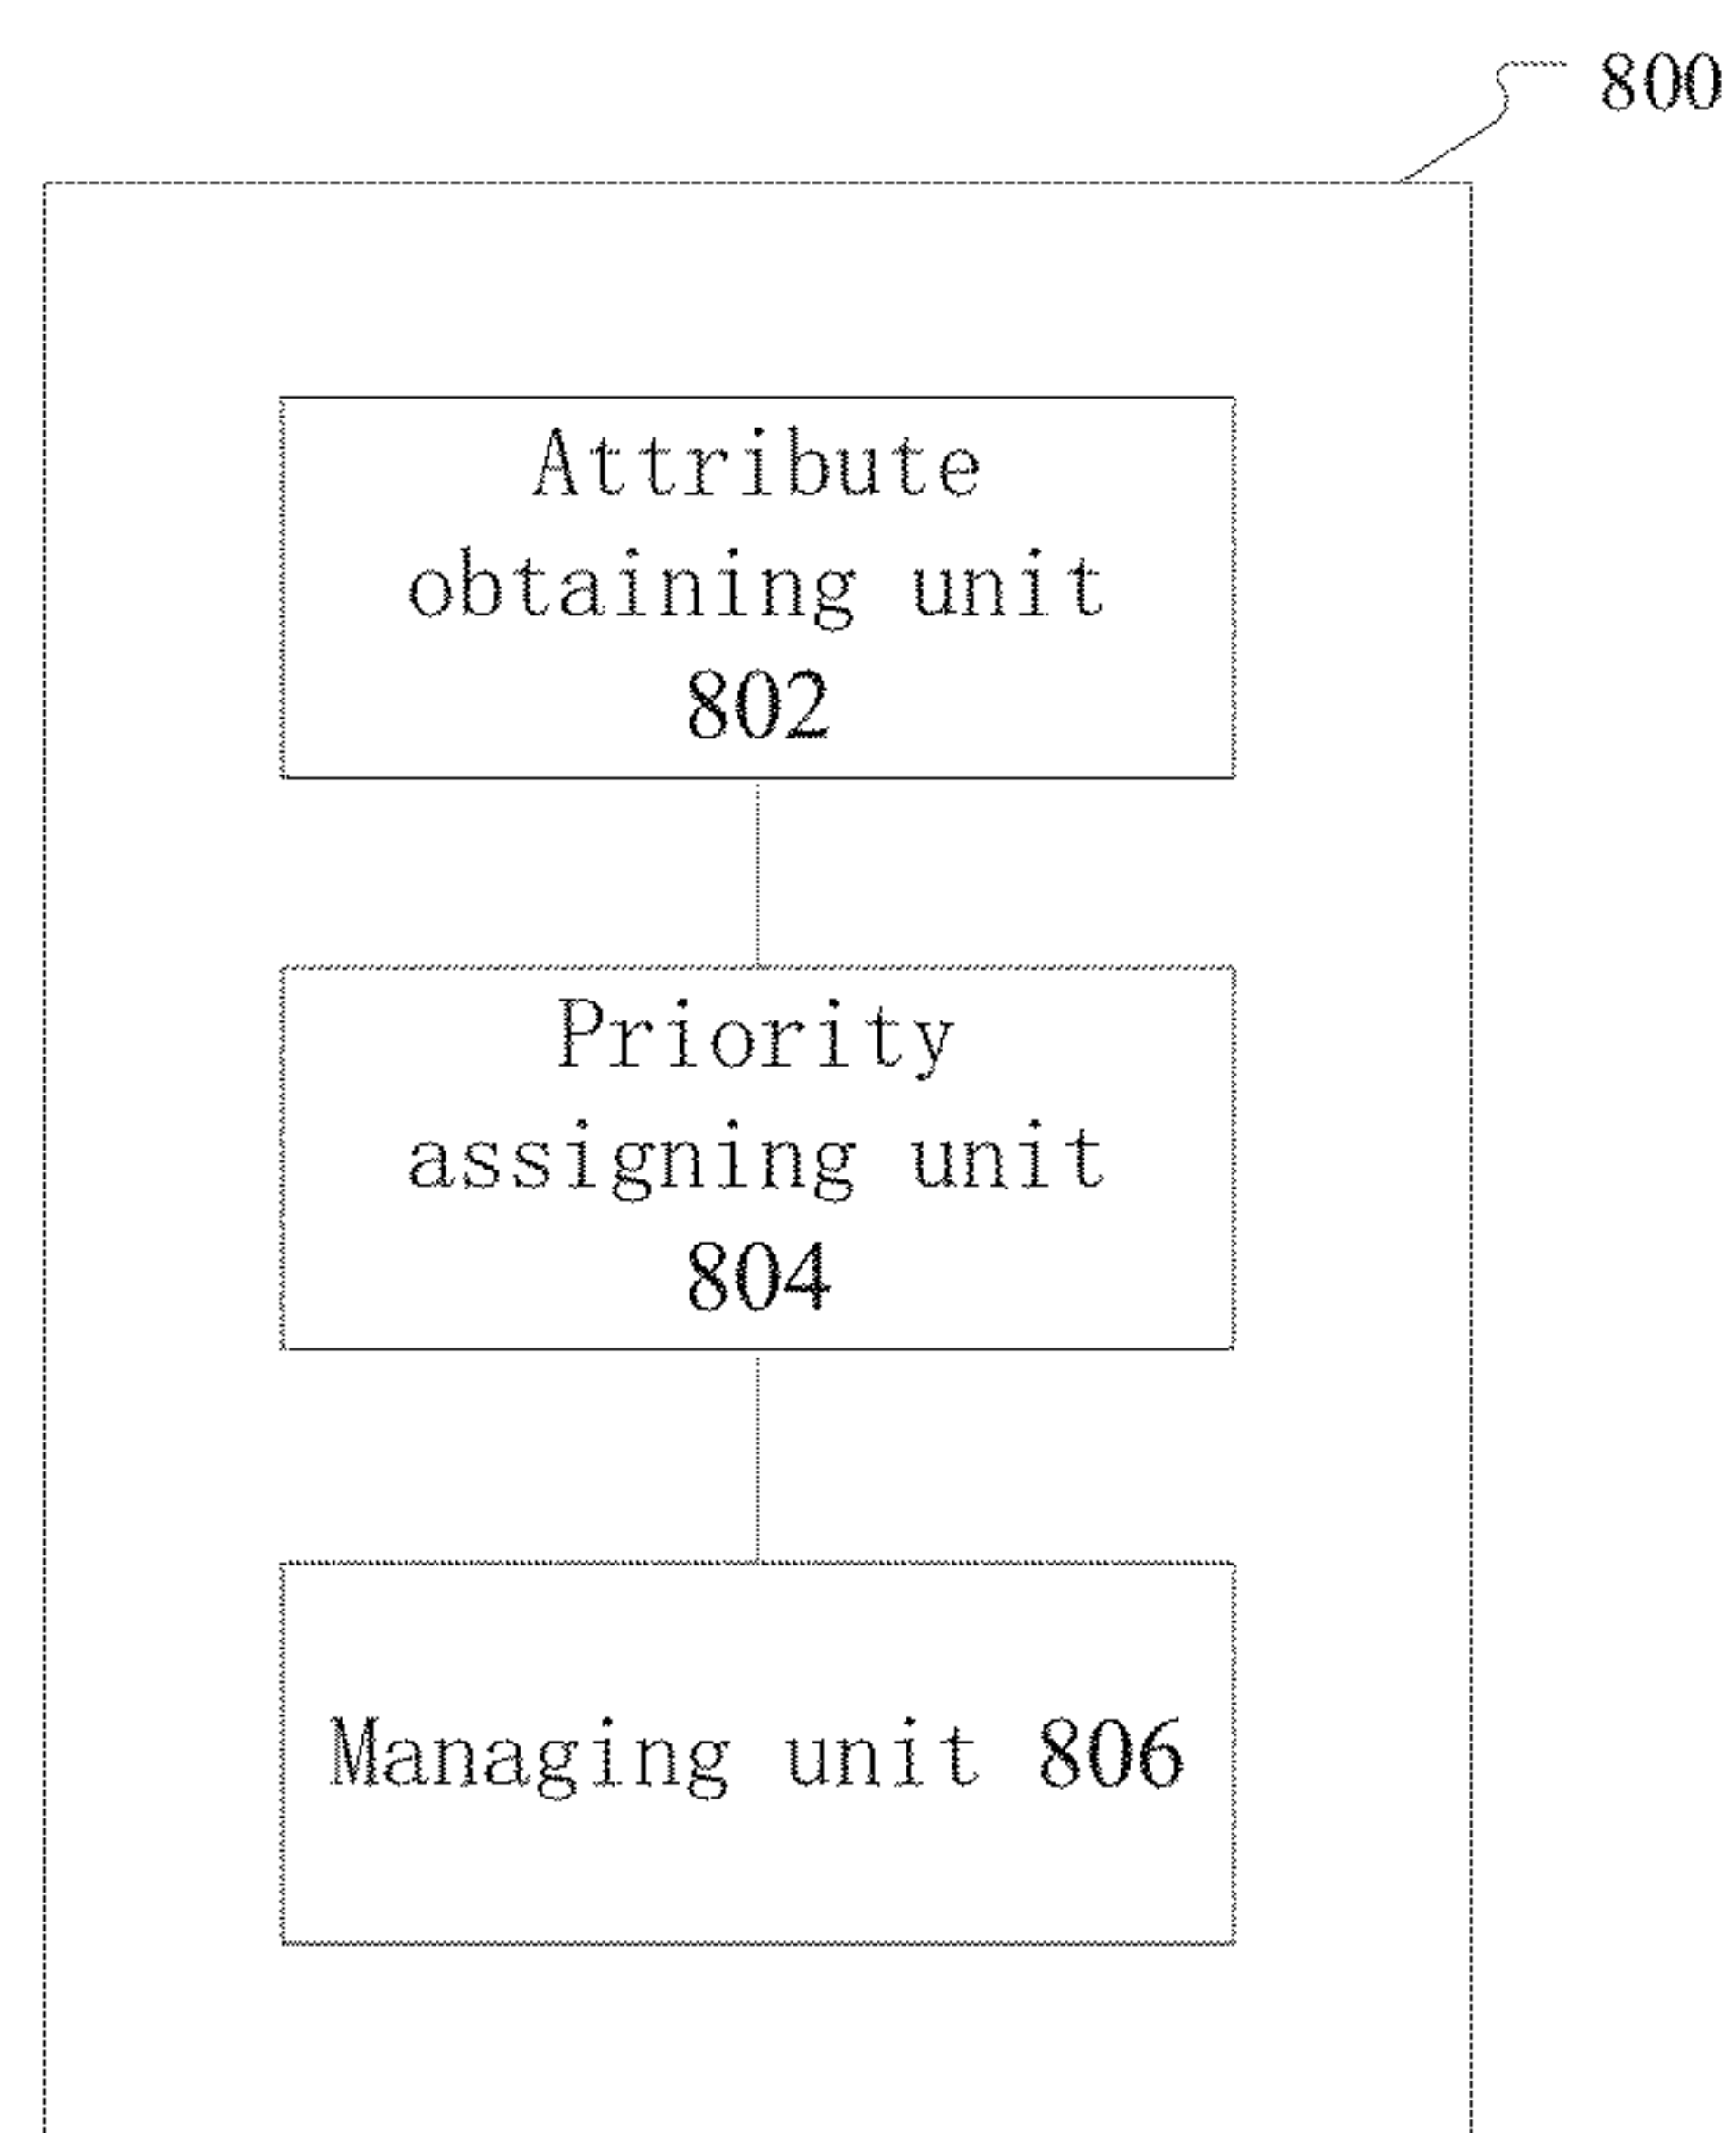 800
Attribute
obtaining unit
802
Priority
assigning unit
804
Managing unit 806